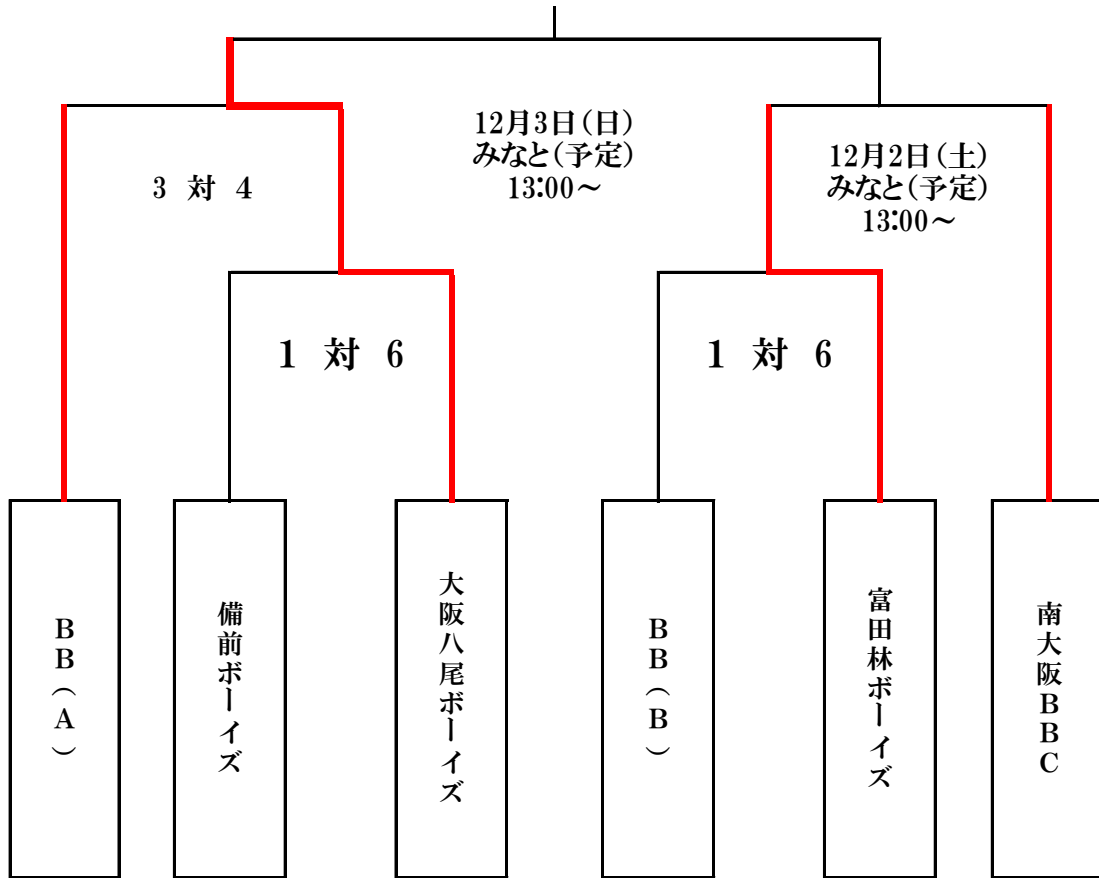 12月3日(日)
みなと(予定)
13:00～
12月2日(土)
みなと(予定)
13:00～
3 対 4
1 対 6
1 対 6
BB(A)
備前ボーイズ
大阪八尾ボーイズ
BB(B)
富田林ボーイズ
南大阪BBC